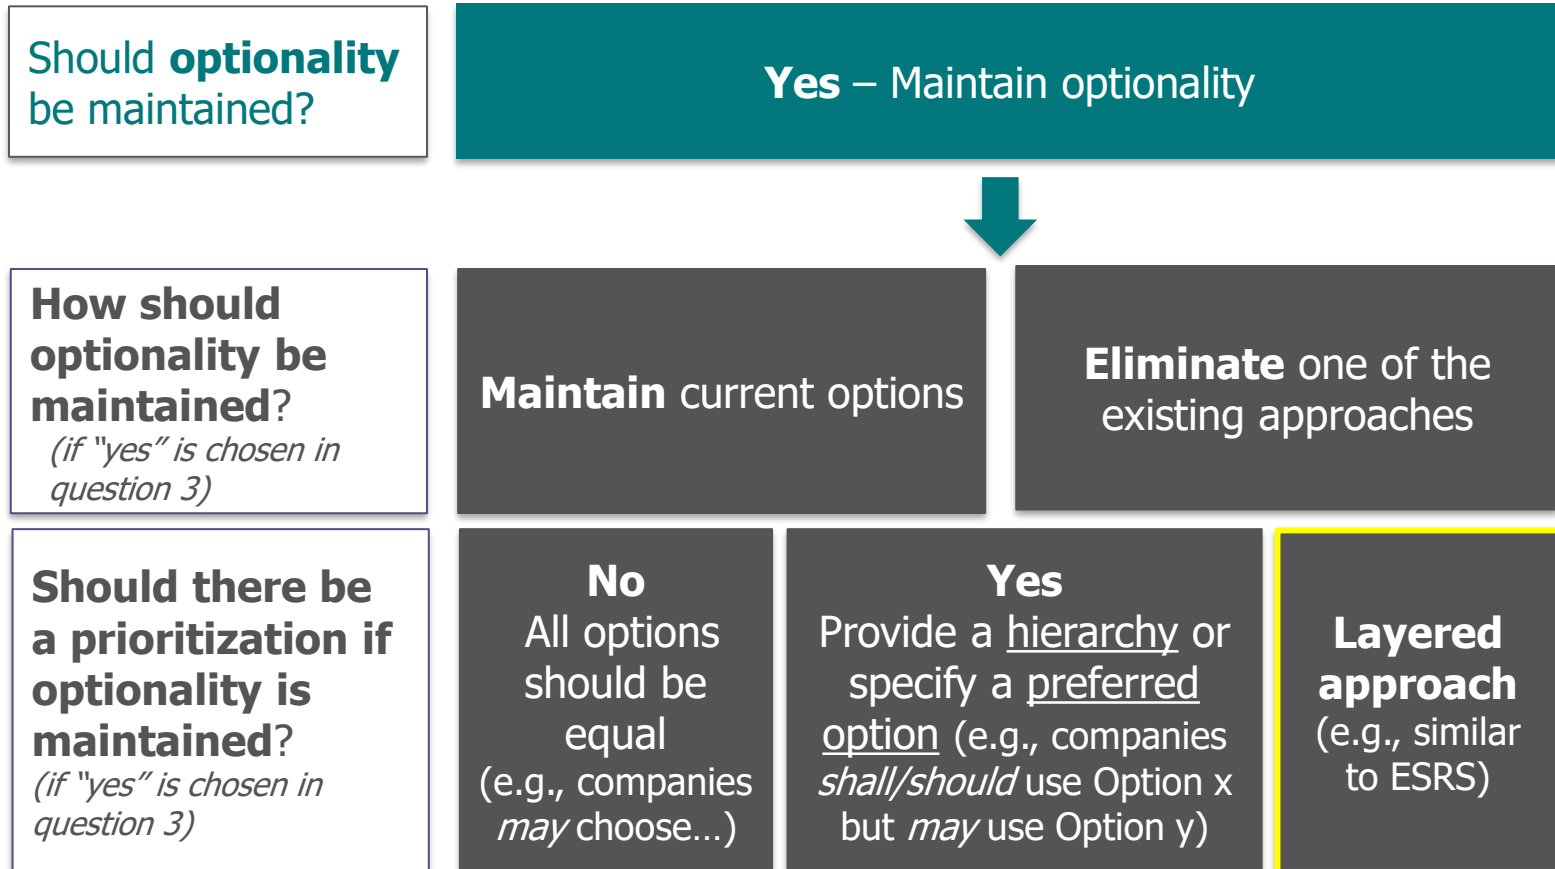 Should optionality
be maintained?
Yes – Maintain optionality
How should
optionality be
maintained?
(if “yes” is chosen in
question 3)
Maintain current options
Eliminate one of the
existing approaches
Should there be
a prioritization if
optionality is
maintained?
(if “yes” is chosen in
question 3)
No
All options
should be
equal
(e.g., companies
may choose…)
Yes
Provide a hierarchy or
specify a preferred
option (e.g., companies
shall/should use Option x
but may use Option y)
Layered
approach
(e.g., similar
to ESRS)